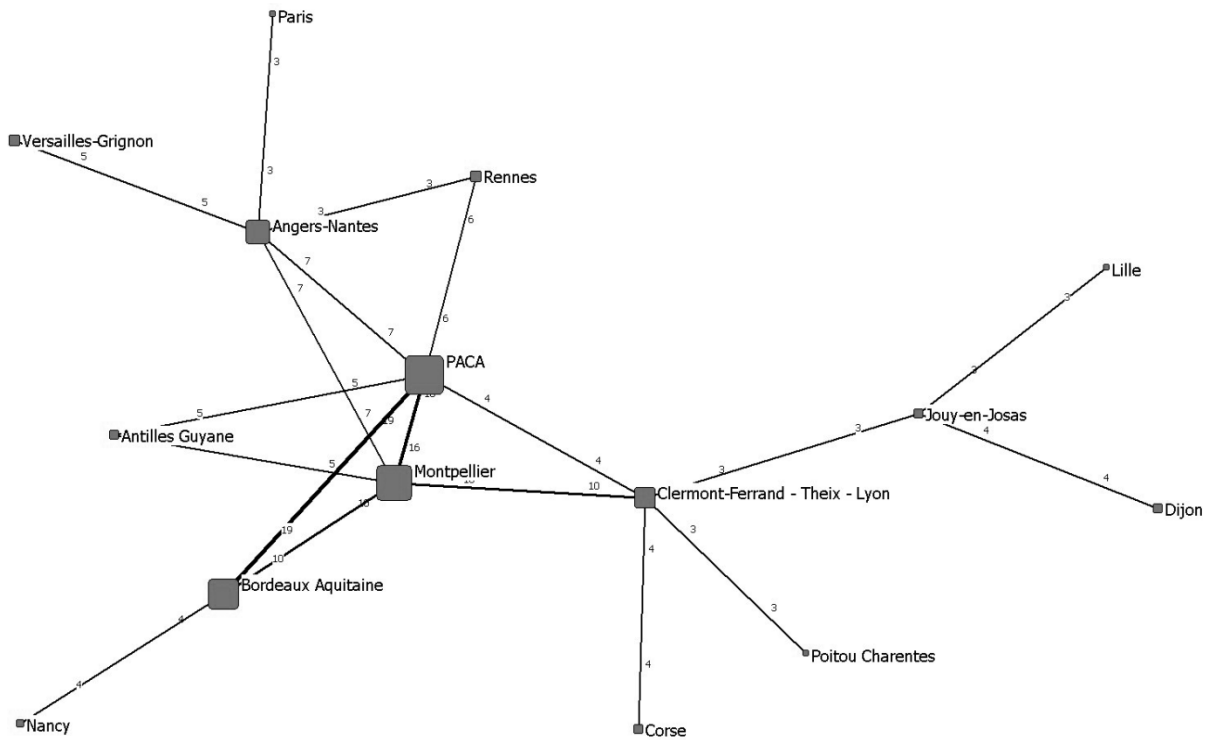 Paris
3
Versailles-Grignon
5
3
Rennes
3
5
3
6
Angers-Nantes
7
7
Lille
3
6
7
PACA
3
5
4
5
7
Jouy-en-Josas
3
19
4
Antilles Guyane
16
4
5
Montpellier
3
10
10
4
Clermont-Ferrand - Theix - Lyon
Dijon
19
3
10
4
Bordeaux Aquitaine
4
3
Poitou Charentes
4
4
Nancy
Corse